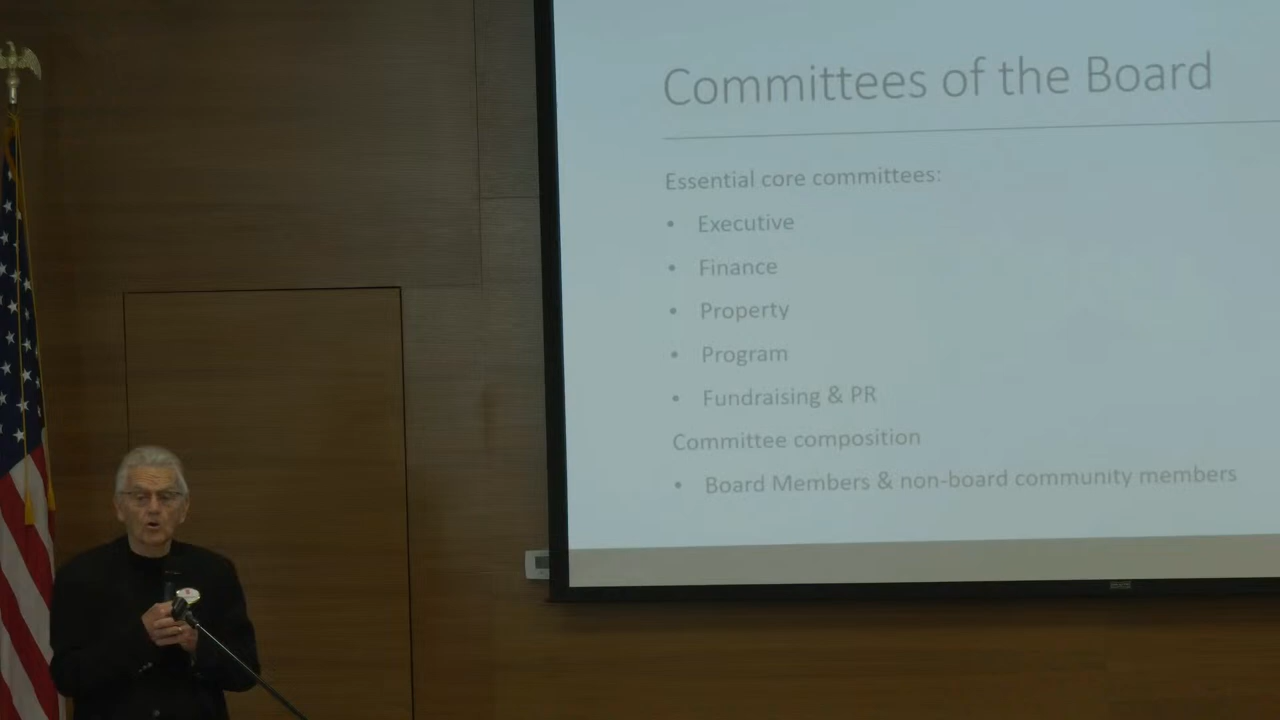 Committees of the Board
Essential core committees:
• Executive
• Finance
• Property
• Program
• Fundraising & PR
Committee composition
• Board Members & non-board community members